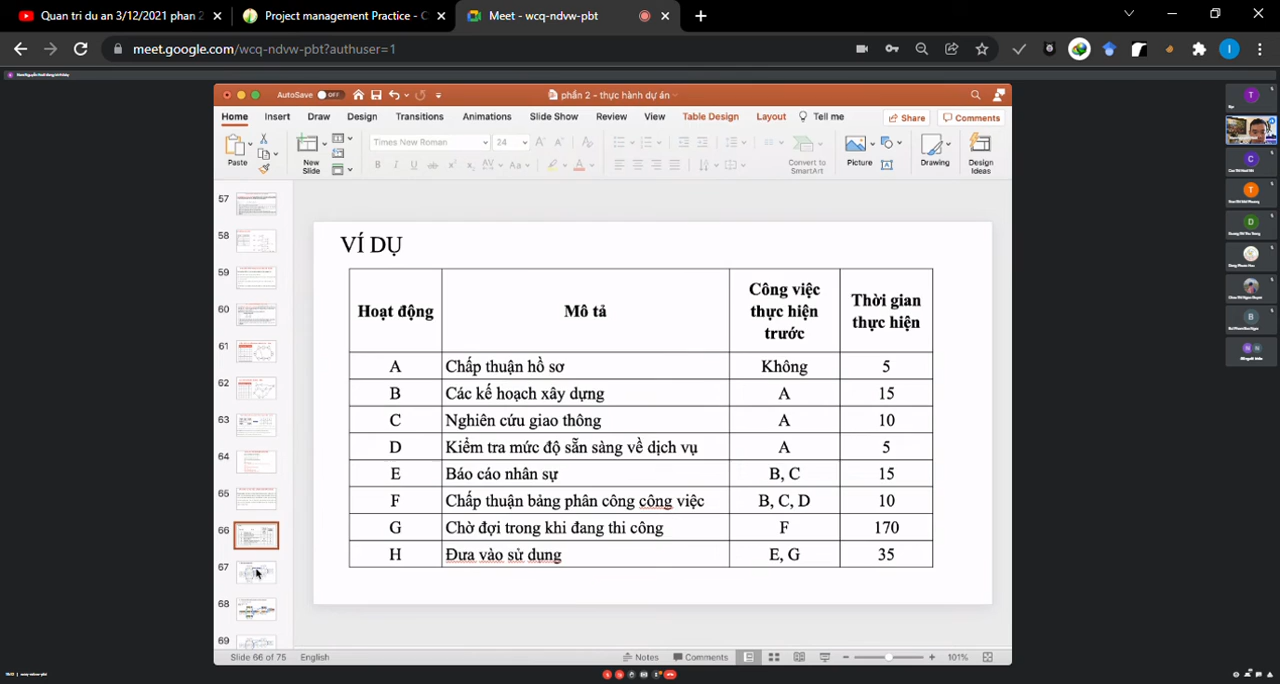 Quan tri du an 3/12/2021 phan 2
Project management Practice - C
Meet - wcq-ndvw-pbt
meet.google.com/wcq-ndvw-pbt?authuser=1
AutoSave OFF
phần 2 - thực hành dự án
Home Insert Draw Design Transitions Animations Slide Show Review View Table Design Layout Tell me Share Comments
Times New Roman 24
Paste New Slide Convert to SmartArt Picture Drawing Design Ideas
57
58
59
60
61
62
63
64
65
66
67
68
69
VÍ DỤ
Hoạt động Mô tả Công việc thực hiện trước Thời gian thực hiện
A Chấp thuận hồ sơ Không 5
B Các kế hoạch xây dựng A 15
C Nghiên cứu giao thông A 10
D Kiểm tra mức độ sẵn sàng về dịch vụ A 5
E Báo cáo nhân sự B, C 15
F Chấp thuận bảng phân công công việc B, C, D 10
G Chờ đợi trong khi đang thi công F 170
H Đưa vào sử dụng E, G 35
Slide 66 of 75 English Notes Comments 101%